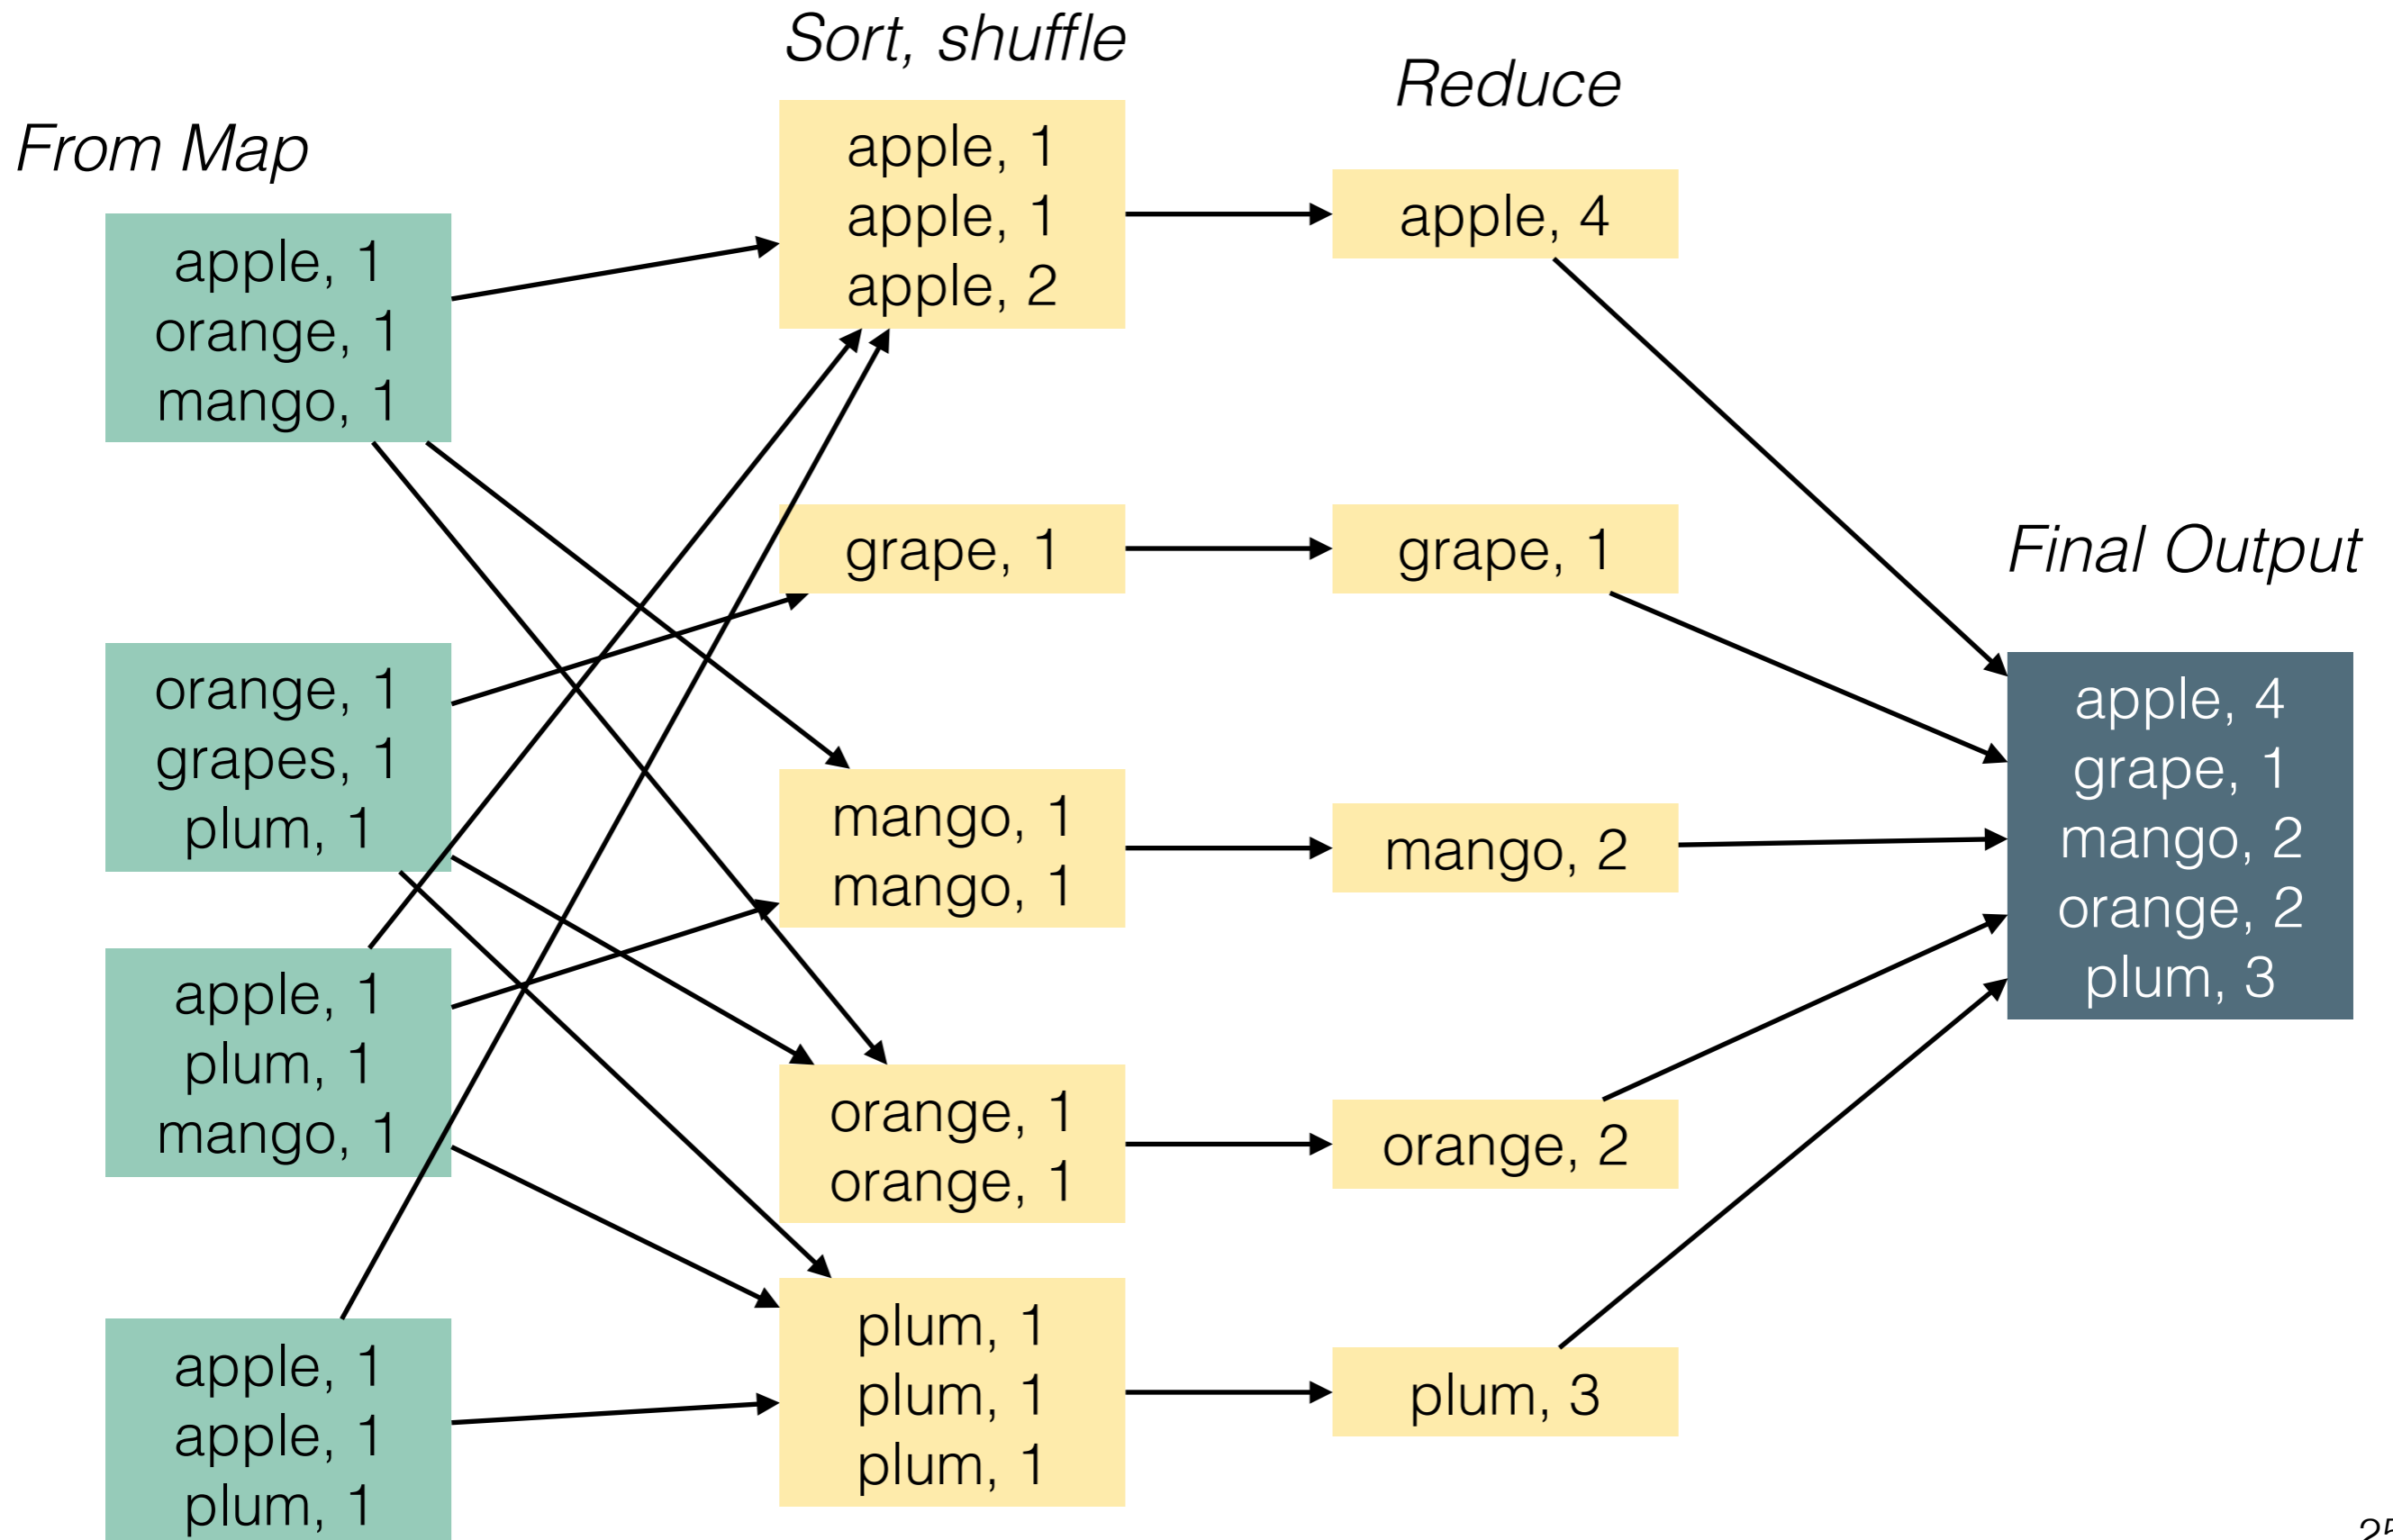 From Map
apple, 1
orange, 1
mango, 1
orange, 1
grapes, 1
plum, 1
apple, 1
plum, 1
mango, 1
apple, 1
apple, 1
plum, 1
Sort, shuffle
apple, 1
apple, 1
apple, 2
grape, 1
mango, 1
mango, 1
orange, 1
orange, 1
plum, 1
plum, 1
plum, 1
Reduce
apple, 4
grape, 1
mango, 2
orange, 2
plum, 3
Final Output
apple, 4
grape, 1
mango, 2
orange, 2
plum, 3